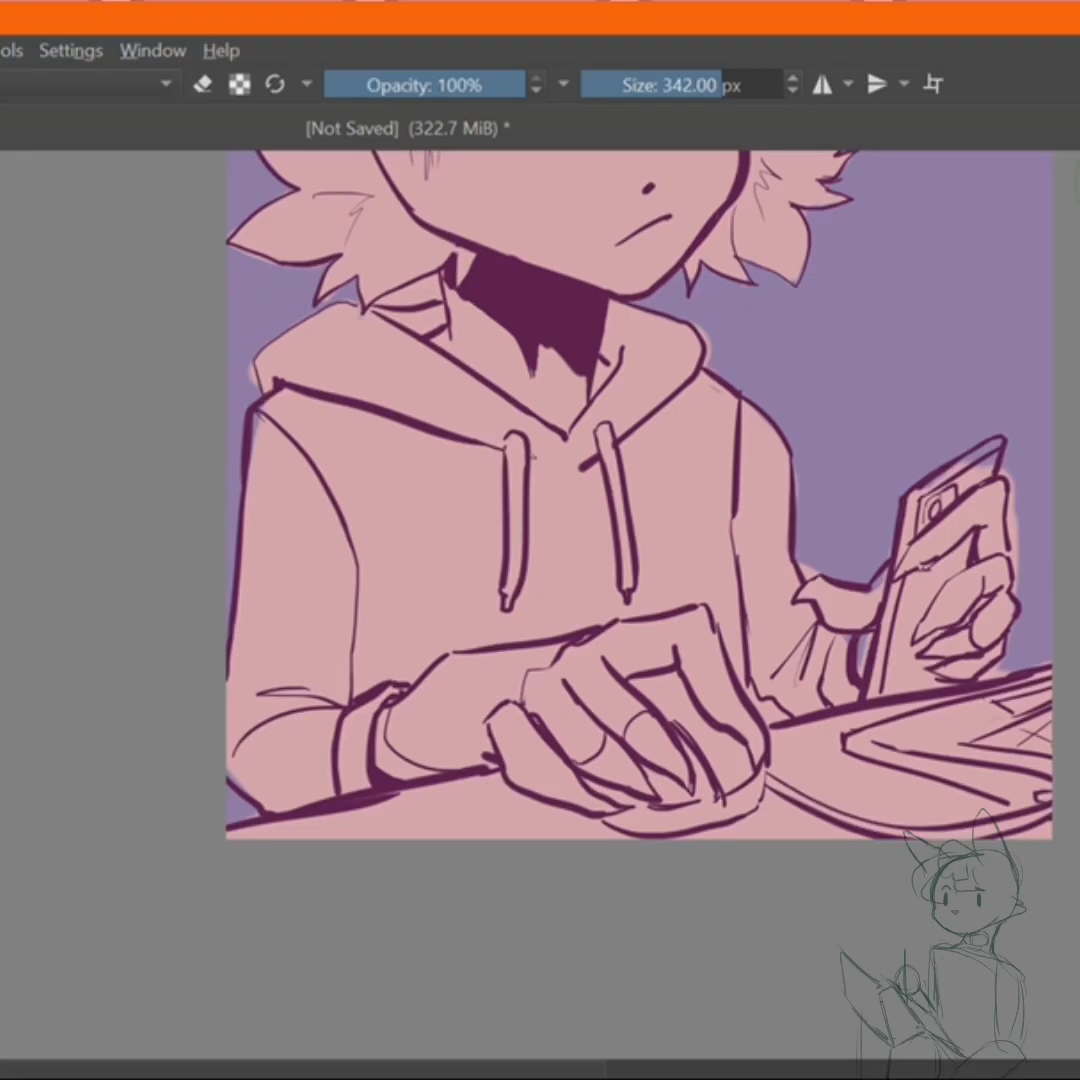 ols Settings Window Help
Opacity: 100% Size: 342.00 px
[Not Saved] (322.7 MiB) *